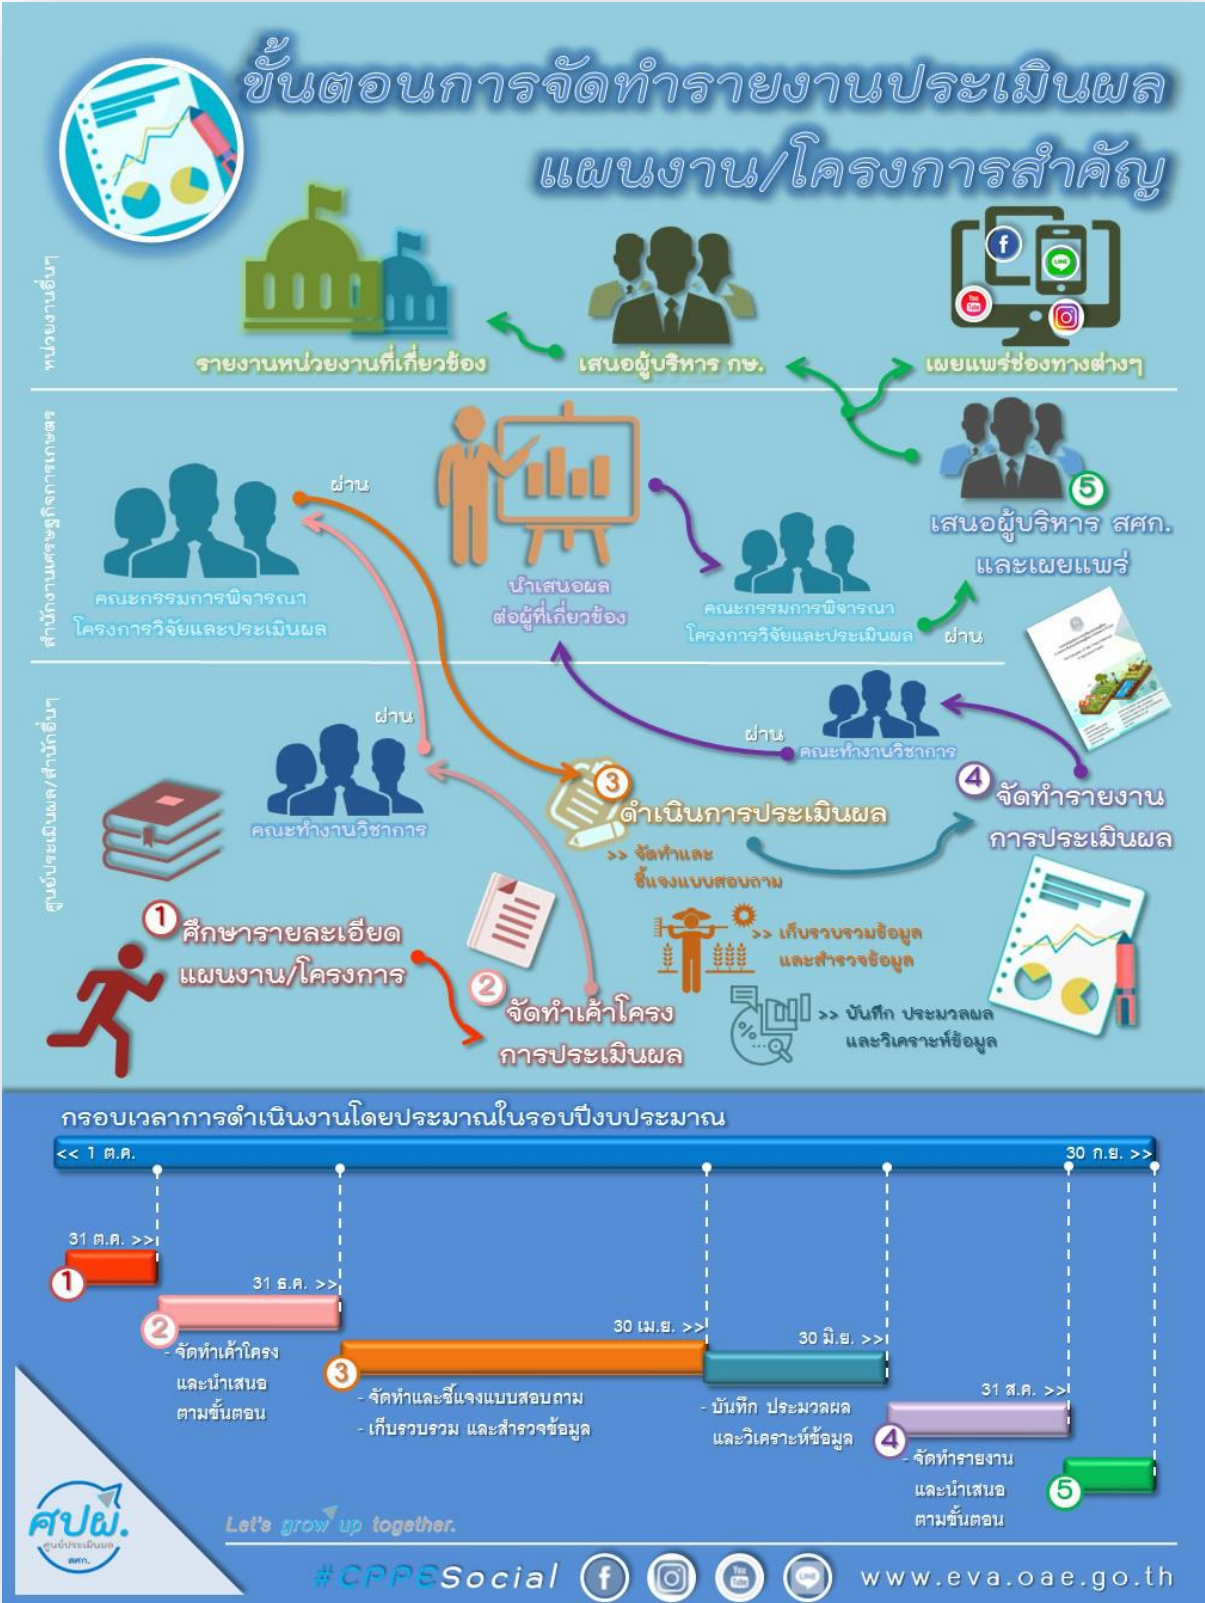 ขั้นตอนการจัดทำรายงานประเมินผล
แผนงาน/โครงการสำคัญ
หน่วยงานอื่นๆ
รายงานหน่วยงานที่เกี่ยวข้อง
เสนอผู้บริหาร กษ.
เผยแพร่ช่องทางต่างๆ
f
LINE
You
Tube
สำนักงานเศรษฐกิจการเกษตร
ผ่าน
คณะกรรมการพิจารณา
โครงการวิจัยและประเมินผล
นำเสนอผล
ต่อผู้ที่เกี่ยวข้อง
คณะกรรมการพิจารณา
โครงการวิจัยและประเมินผล
ผ่าน
5
เสนอผู้บริหาร สศก.
และเผยแพร่
ศูนย์ประเมินผล/สำนักอื่นๆ
ผ่าน
คณะทำงานวิชาการ
ผ่าน
คณะทำงานวิชาการ
3
ดำเนินการประเมินผล
4
จัดทำรายงาน
การประเมินผล
>> จัดทำและ
ชี้แจงแบบสอบถาม
1
ศึกษารายละเอียด
แผนงาน/โครงการ
>> เก็บรวบรวมข้อมูล
และสำรวจข้อมูล
2
จัดทำเค้าโครง
การประเมินผล
>> บันทึก ประมวลผล
และวิเคราะห์ข้อมูล
กรอบเวลาการดำเนินงานโดยประมาณในรอบปีงบประมาณ
<< 1 ต.ค.
30 ก.ย. >>
31 ต.ค. >>
1
31 ธ.ค. >>
2
- จัดทำเค้าโครง
และนำเสนอ
ตามขั้นตอน
30 เม.ย. >>
3
- จัดทำและชี้แจงแบบสอบถาม
- เก็บรวบรวม และสำรวจข้อมูล
30 มิ.ย. >>
- บันทึก ประมวลผล
และวิเคราะห์ข้อมูล
31 ส.ค. >>
4
- จัดทำรายงาน
และนำเสนอ
ตามขั้นตอน
5
ศปผ.
ศูนย์ประเมินผล
สศก.
Let's grow up together.
#CPPESocial
f
You
Tube
LINE
www.eva.oae.go.th